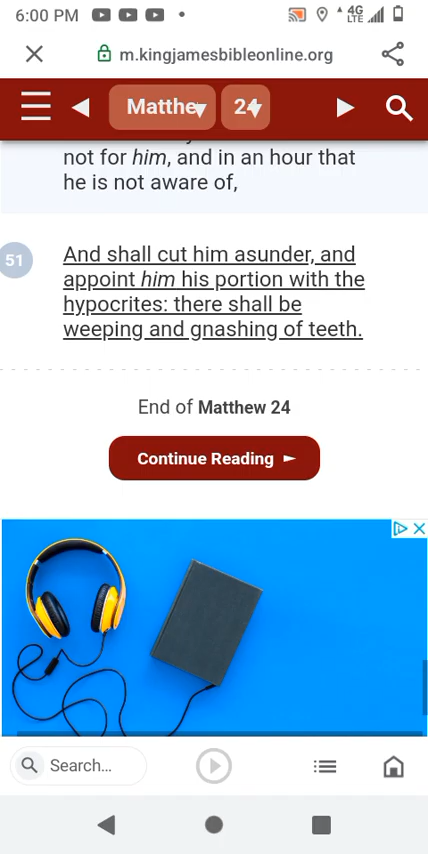 6:00 PM
4G
LTE
m.kingjamesbibleonline.org
Matthe
24
not for him, and in an hour that
he is not aware of,
51
And shall cut him asunder, and
appoint him his portion with the
hypocrites: there shall be
weeping and gnashing of teeth.
End of Matthew 24
Continue Reading ►
Search...